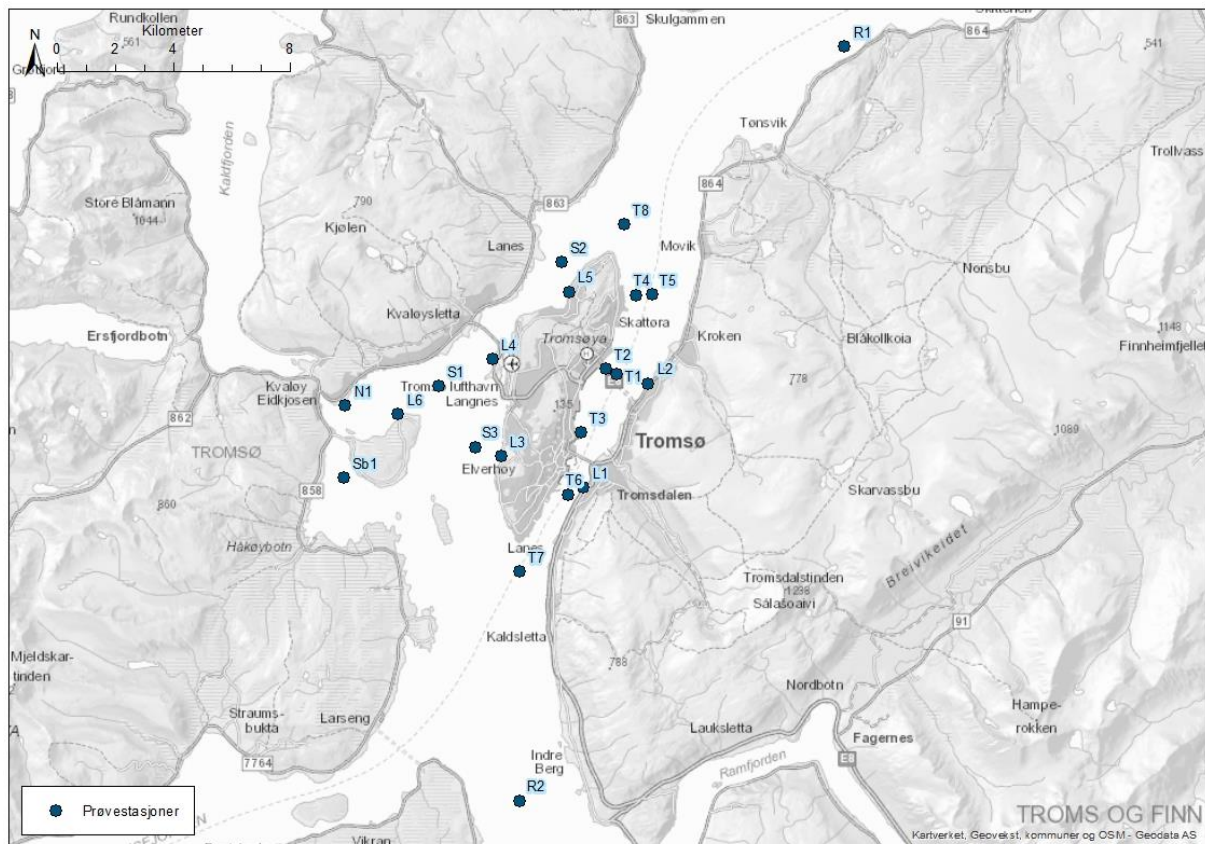 Rundkollen
Skulgammen
863
864
R1
Kilometer
N
0 2 4 8
561
541
Kaldfjorden
Tønsvik
Trollvass
Store Blåmann
1044
790
Kjølen
864
863
Lanes
T8
Movik
S2
Nonsbu
L5
T4
T5
Kvaløysletta
Skattøra
Ersfjordbotn
Tromsøya
Kroken
Blåkollkoia
1148
Finnheimfjellet
L4
H
T2
T1
L2
Kvaløy
Eidkjosen
S1
Tromsø lufthavn
Langnes
778
N1
L6
135
862
T3
Tromsø
1089
TROMSØ
S3
L3
Elverhøy
Sb1
858
L1
T6
Tromsdalen
Skarvassbu
860
Håkøybotn
Lanes
Breivikeidet
T7
Tromsdalstinden
1238
Sålašoaivi
91
Kaldsletta
Mjeldskar-
tinden
788
Nordbotn
Straums-
bukta
Larseng
Lauksletta
Hampe-
rokken
Fagernes
7764
Indre
Berg
Ramfjorden
E8
R2
Prøvestasjoner
TROMS OG FINN
Vikran
Kartverket, Geovekst, kommuner og OSM - Geodata AS